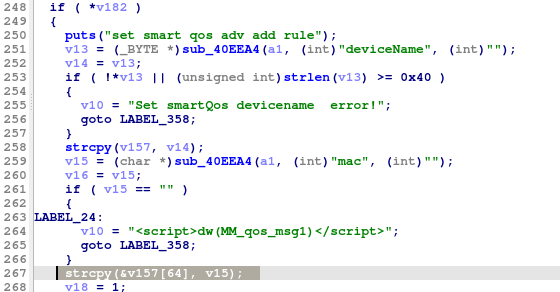 248 if ( *v182 )
249 {
250 puts("set smart qos adv add rule");
251 v13 = (_BYTE *)sub_40EEA4(a1, (int)"deviceName", (int)"");
252 v14 = v13;
253 if ( !*v13 || (unsigned int)strlen(v13) >= 0x40 )
254 {
255 v10 = "Set smartQos devicename  error!";
256 goto LABEL_358;
257 }
258 strcpy(v157, v14);
259 v15 = (char *)sub_40EEA4(a1, (int)"mac", (int)"");
260 v16 = v15;
261 if ( v15 == "" )
262 {
263 LABEL_24:
264 v10 = "<script>dw(MM_qos_msg1)</script>";
265 goto LABEL_358;
266 }
267 strcpy(&v157[64], v15);
268 v18 = 1;